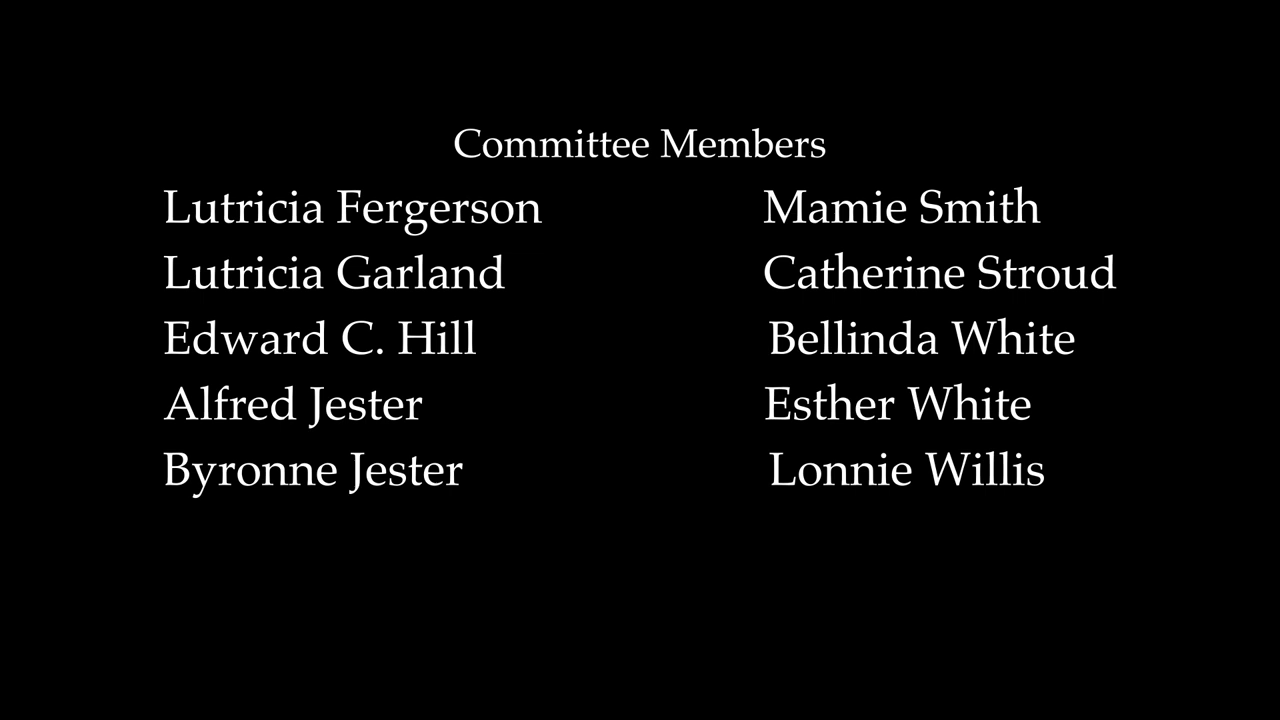 Committee Members
Lutricia Fergerson Mamie Smith
Lutricia Garland Catherine Stroud
Edward C. Hill Bellinda White
Alfred Jester Esther White
Byronne Jester Lonnie Willis